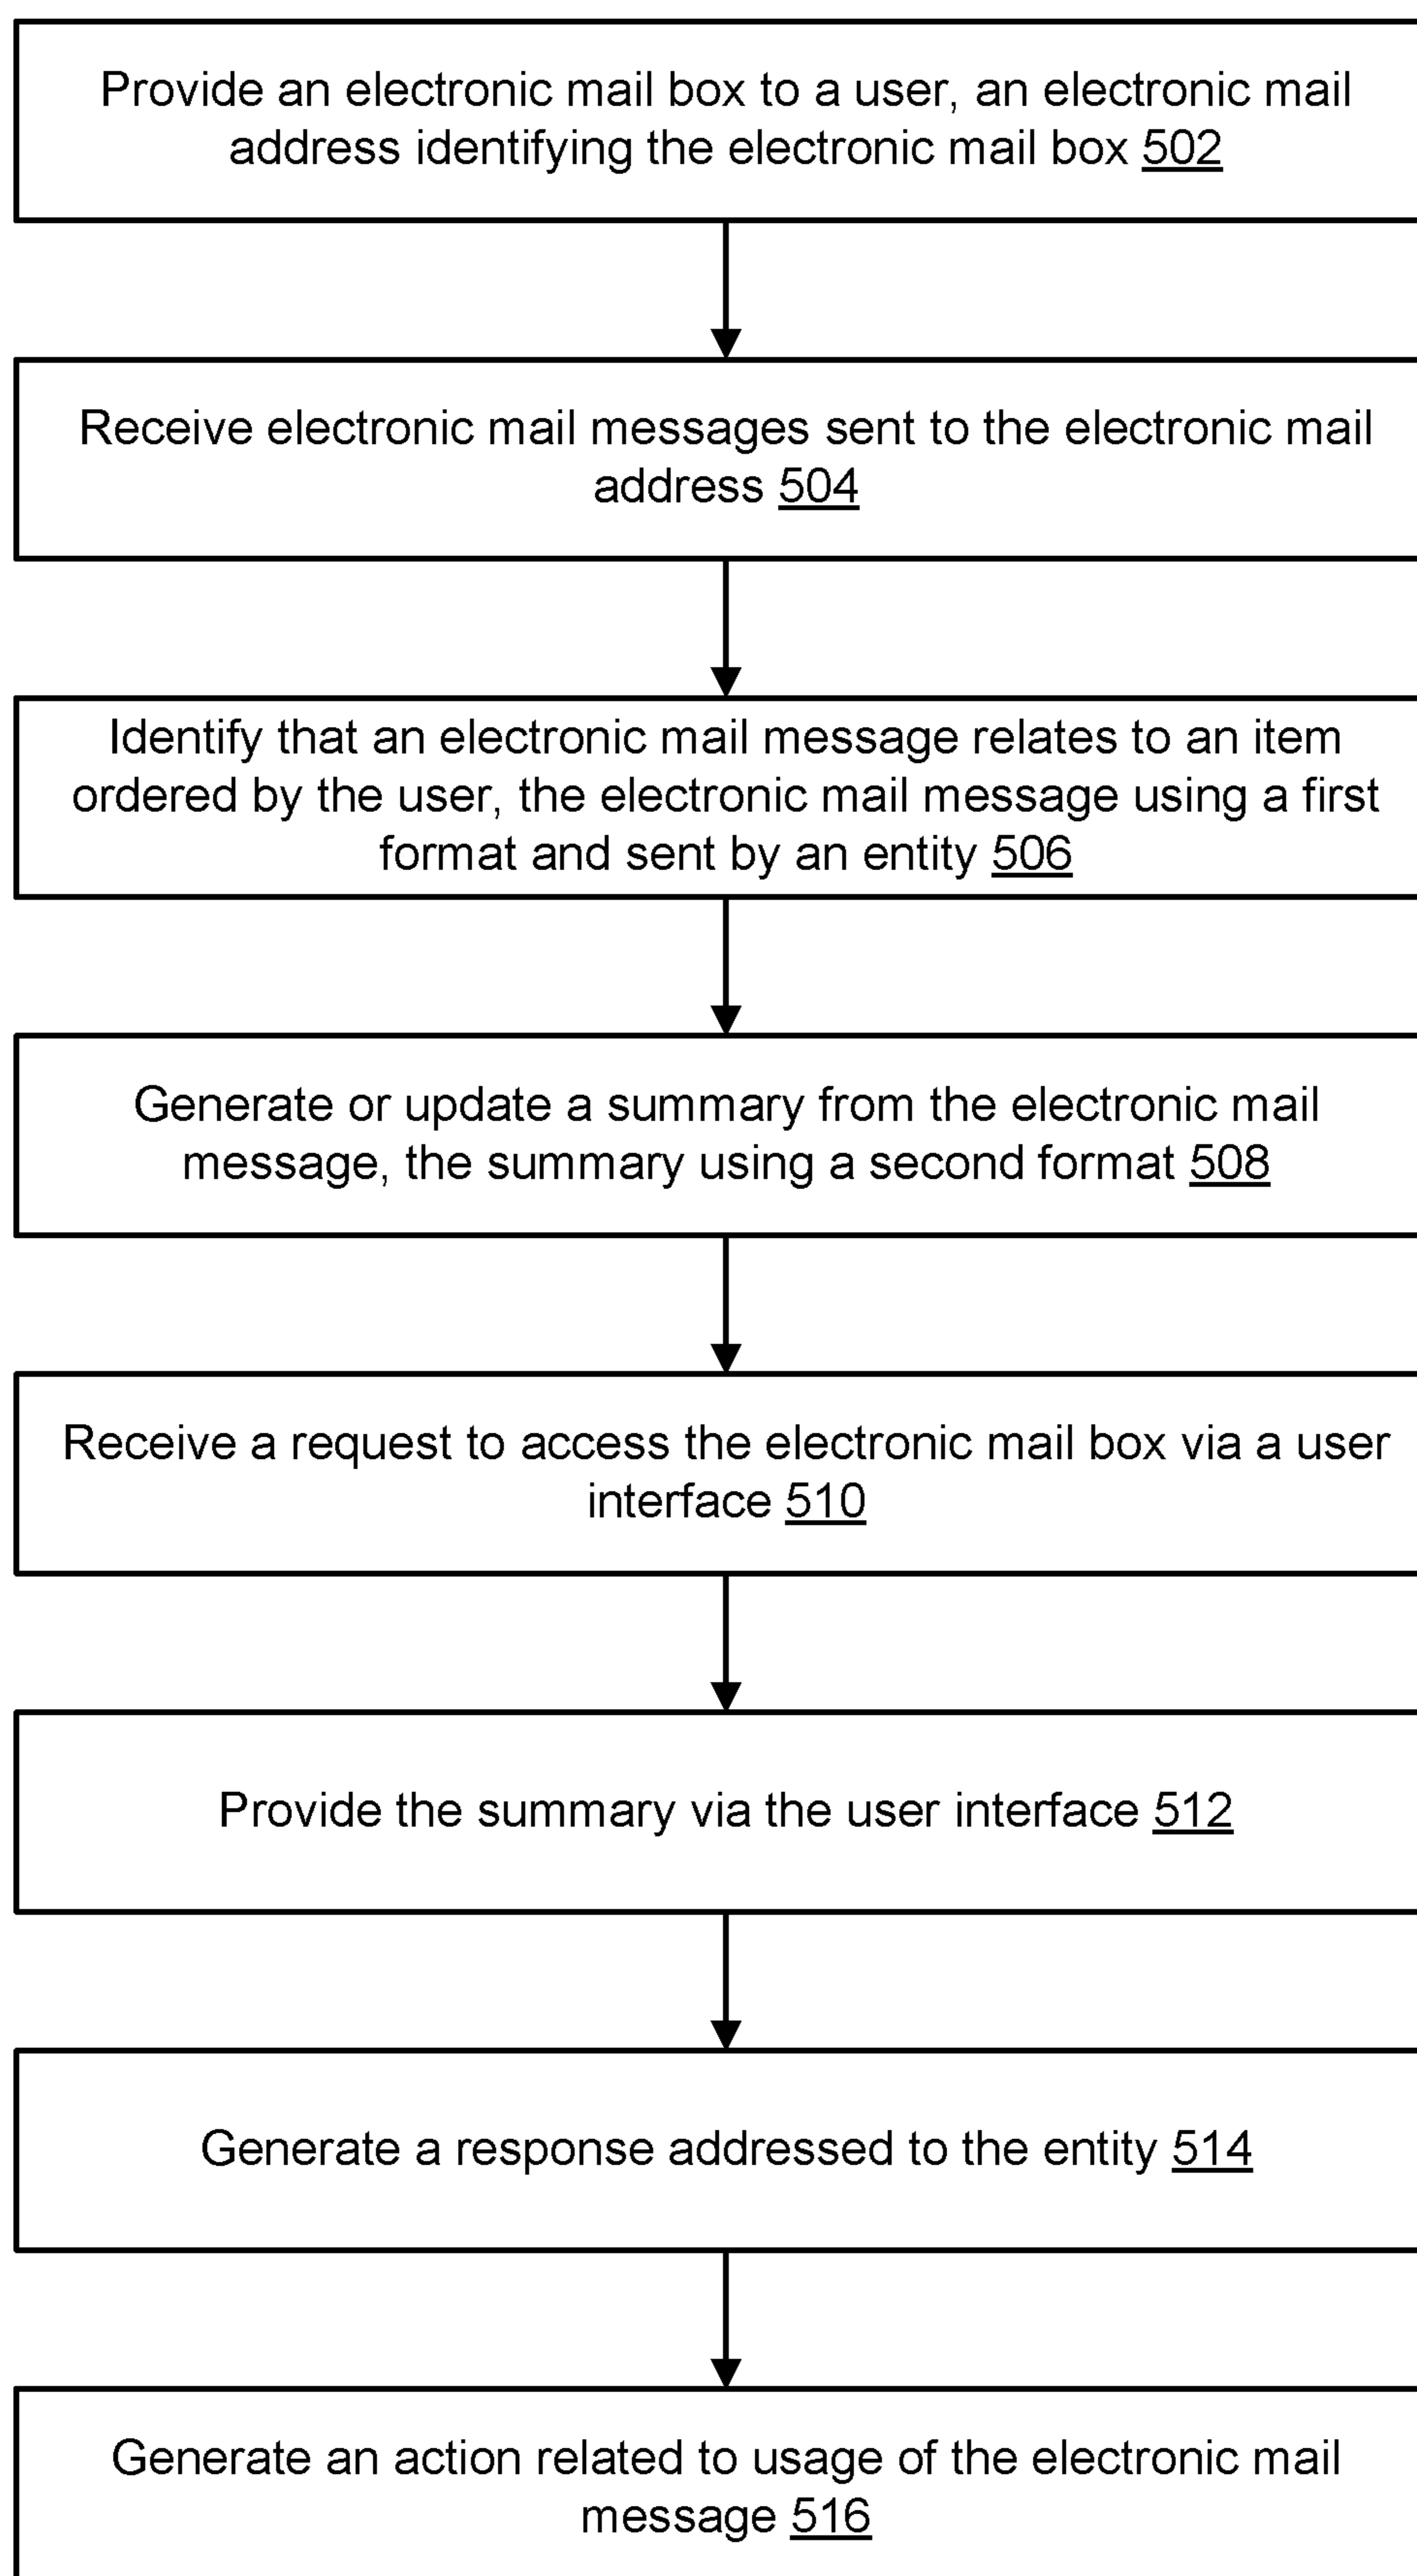 Provide an electronic mail box to a user, an electronic mail
address identifying the electronic mail box 502
Receive electronic mail messages sent to the electronic mail
address 504
Identify that an electronic mail message relates to an item
ordered by the user, the electronic mail message using a first
format and sent by an entity 506
Generate or update a summary from the electronic mail
message, the summary using a second format 508
Receive a request to access the electronic mail box via a user
interface 510
Provide the summary via the user interface 512
Generate a response addressed to the entity 514
Generate an action related to usage of the electronic mail
message 516